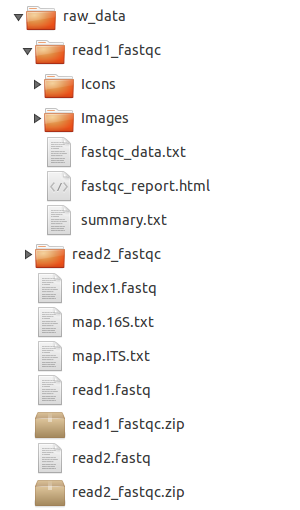 raw_data
read1_fastqc
Icons
Images
fastqc_data.txt
fastqc_report.html
summary.txt
read2_fastqc
index1.fastq
map.16S.txt
map.ITS.txt
read1.fastq
read1_fastqc.zip
read2.fastq
read2_fastqc.zip